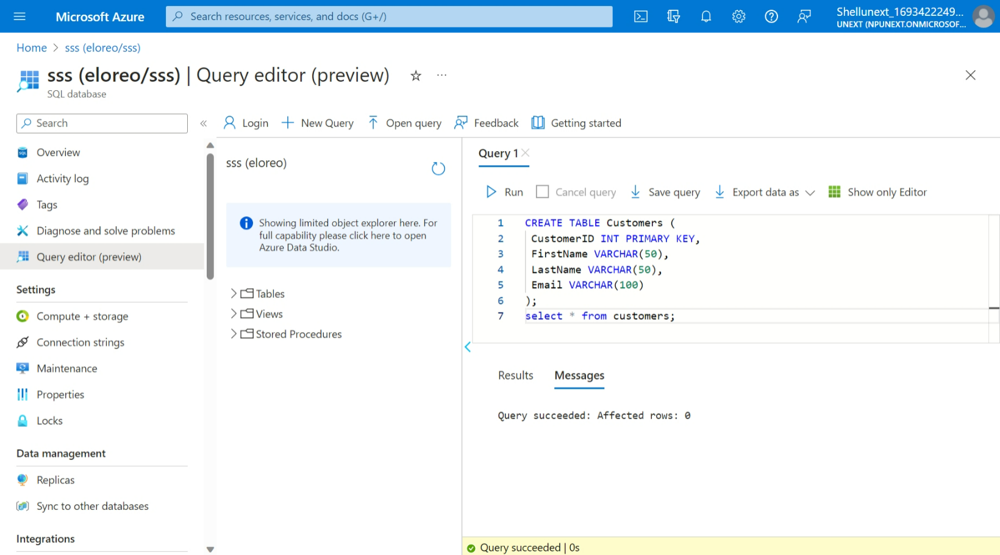 Microsoft Azure
Search resources, services, and docs (G+/)
Shellunext_1693422249...
UNEXT (NPUNEXT.ONMICROSOF...
Home > sss (eloreo/sss)
sss (eloreo/sss) | Query editor (preview)
SQL database
Search
Overview
Activity log
Tags
Diagnose and solve problems
Query editor (preview)
Settings
Compute + storage
Connection strings
Maintenance
Properties
Locks
Data management
Replicas
Sync to other databases
Integrations
Login
New Query
Open query
Feedback
Getting started
sss (eloreo)
Showing limited object explorer here. For
full capability please click here to open
Azure Data Studio.
Tables
Views
Stored Procedures
Query 1
Run
Cancel query
Save query
Export data as
Show only Editor
1 CREATE TABLE Customers (
2 CustomerID INT PRIMARY KEY,
3 FirstName VARCHAR(50),
4 LastName VARCHAR(50),
5 Email VARCHAR(100)
6 );
7 select * from customers;
Results
Messages
Query succeeded: Affected rows: 0
Query succeeded | 0s